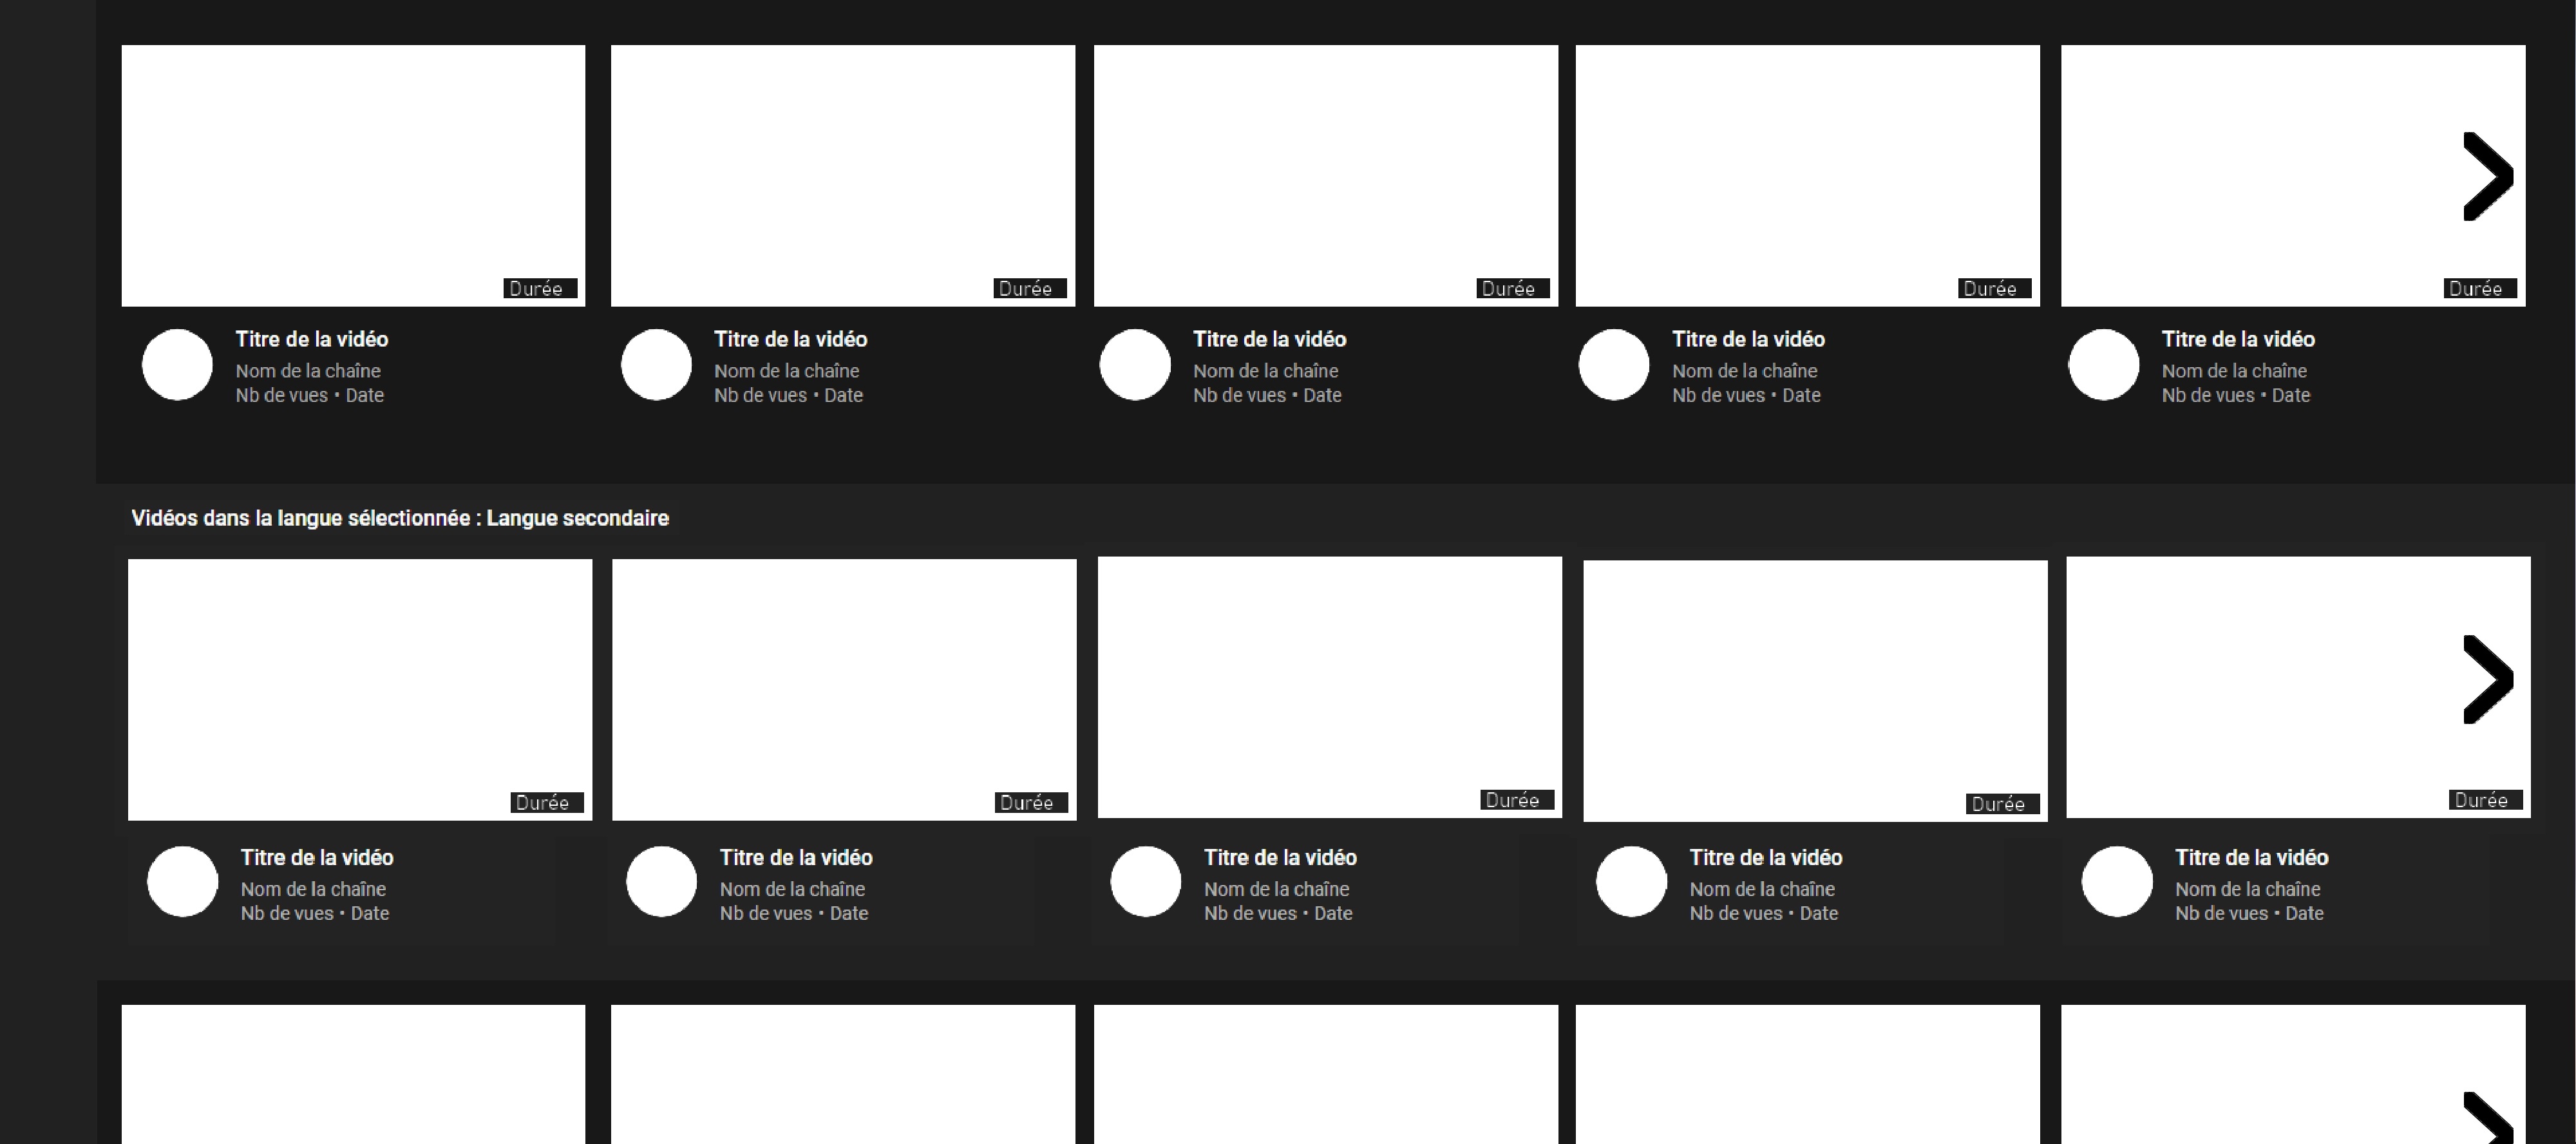 Durée
Durée
Durée
Durée
Durée
Titre de la vidéo
Nom de la chaîne
Nb de vues • Date
Titre de la vidéo
Nom de la chaîne
Nb de vues • Date
Titre de la vidéo
Nom de la chaîne
Nb de vues • Date
Titre de la vidéo
Nom de la chaîne
Nb de vues • Date
Titre de la vidéo
Nom de la chaîne
Nb de vues • Date
Vidéos dans la langue sélectionnée : Langue secondaire
Durée
Durée
Durée
Durée
Durée
Titre de la vidéo
Nom de la chaîne
Nb de vues • Date
Titre de la vidéo
Nom de la chaîne
Nb de vues • Date
Titre de la vidéo
Nom de la chaîne
Nb de vues • Date
Titre de la vidéo
Nom de la chaîne
Nb de vues • Date
Titre de la vidéo
Nom de la chaîne
Nb de vues • Date